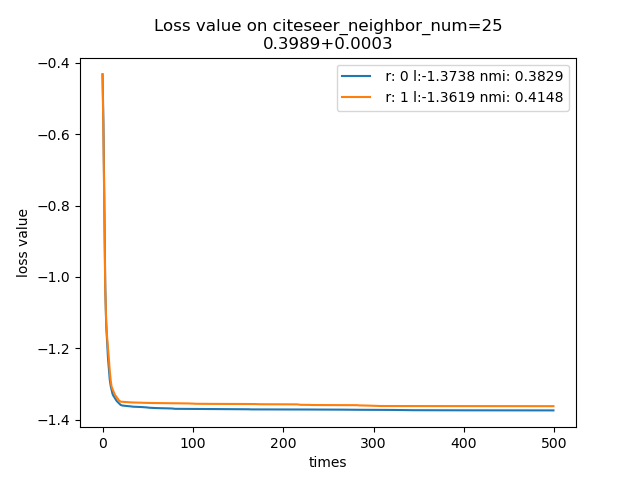 Loss value on citeseer_neighbor_num=25
0.3989+0.0003
r: 0 l:-1.3738 nmi: 0.3829
r: 1 l:-1.3619 nmi: 0.4148
loss value
−0.4
−0.6
−0.8
−1.0
−1.2
−1.4
0 100 200 300 400 500
times